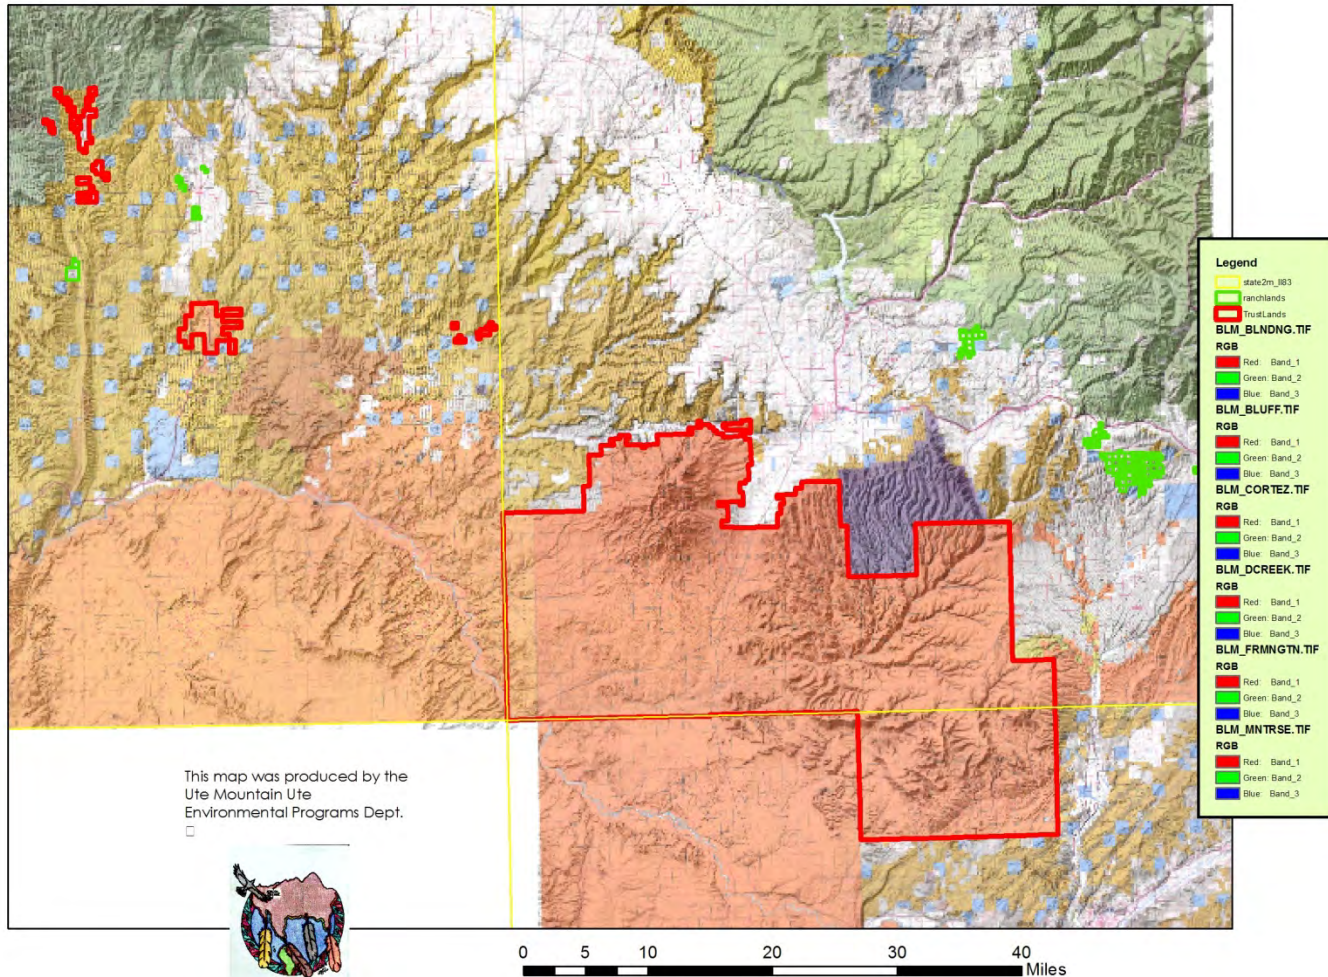 Legend
state2m_ll83
ranchlands
TrustLands
BLM_BLNDNG.TIF
RGB
Red: Band_1
Green: Band_2
Blue: Band_3
BLM_BLUFF.TIF
RGB
Red: Band_1
Green: Band_2
Blue: Band_3
BLM_CORTEZ.TIF
RGB
Red: Band_1
Green: Band_2
Blue: Band_3
BLM_DCREEK.TIF
RGB
Red: Band_1
Green: Band_2
Blue: Band_3
BLM_FRMNGTN.TIF
RGB
Red: Band_1
Green: Band_2
Blue: Band_3
BLM_MNTRSE.TIF
RGB
Red: Band_1
Green: Band_2
Blue: Band_3
This map was produced by the
Ute Mountain Ute
Environmental Programs Dept.
0 5 10 20 30 40
Miles